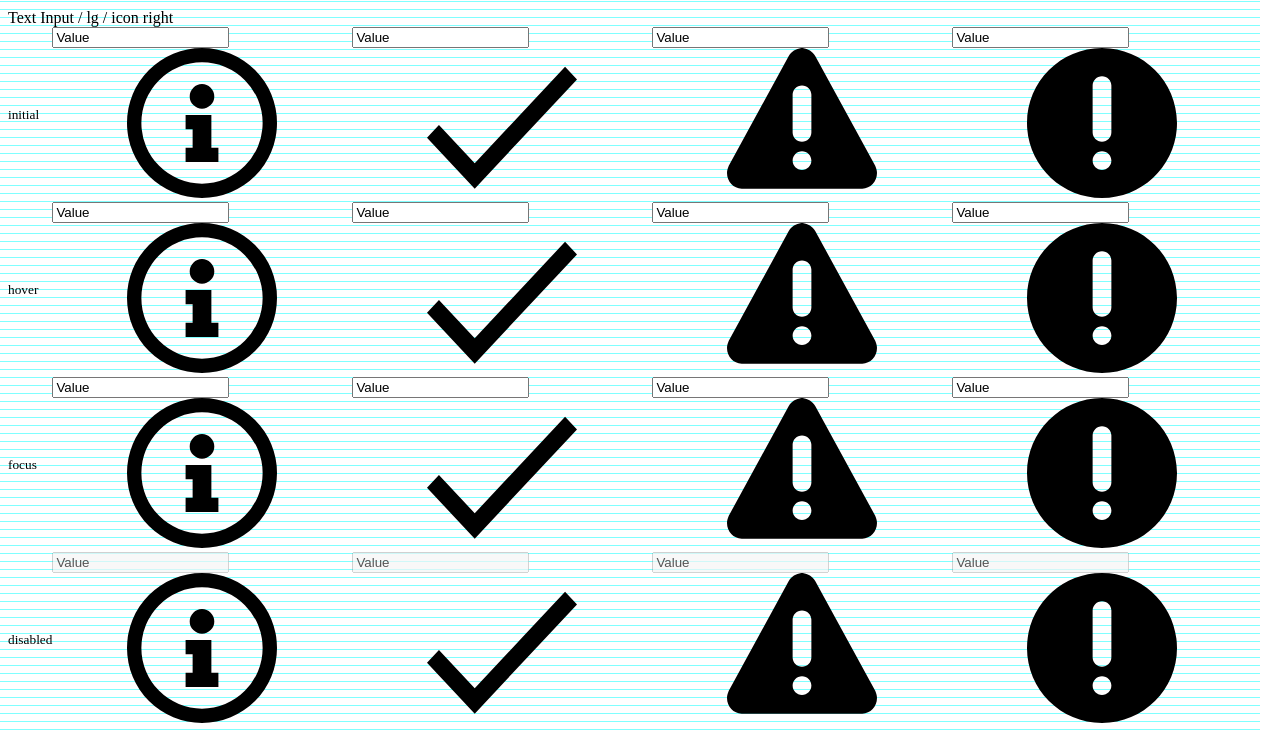 Text Input / lg / icon right
Value Value Value Value
initial
Value Value Value Value
hover
Value Value Value Value
focus
Value Value Value Value
disabled